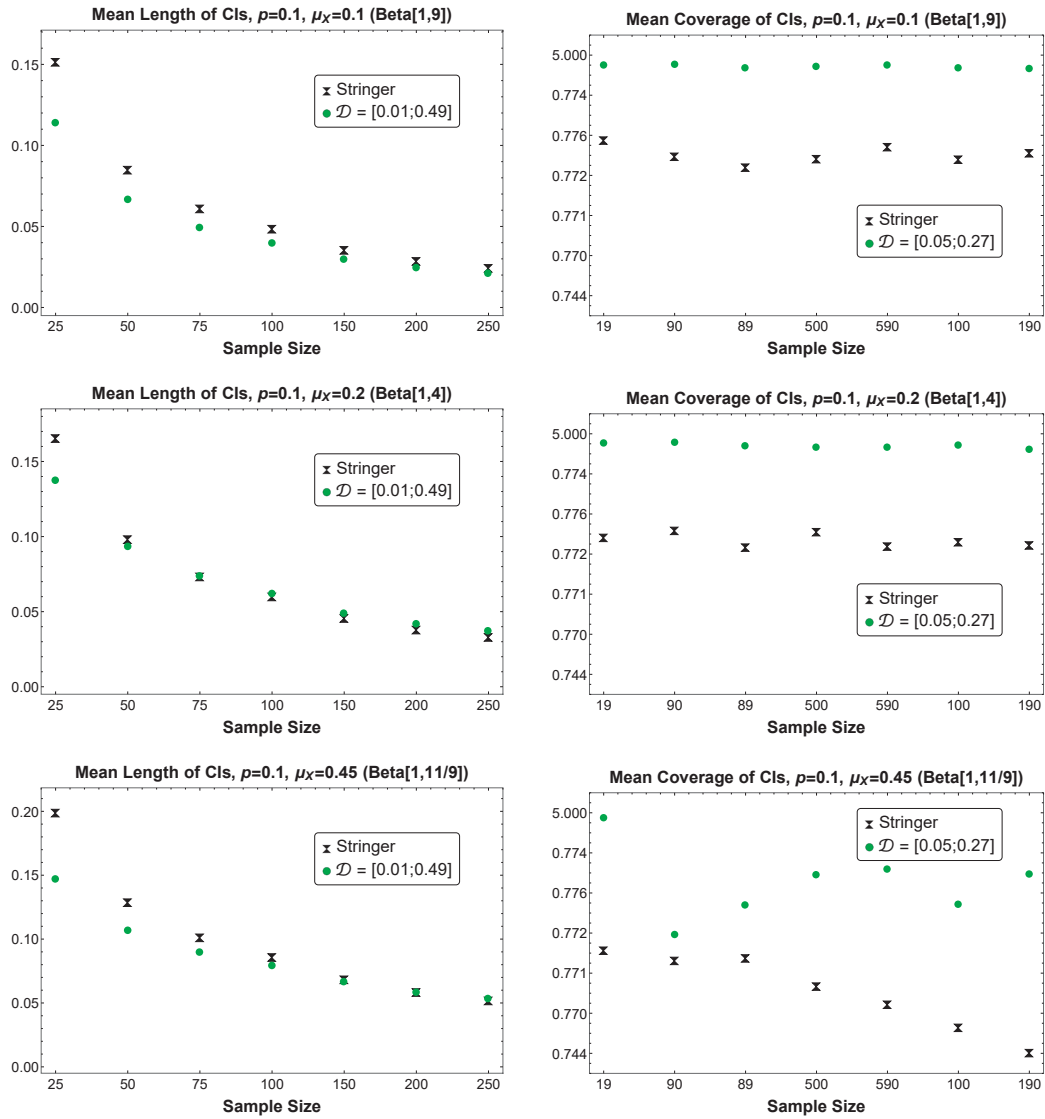 Mean Length of CIs, p=0.1, μX=0.1 (Beta[1,9])
0.15
0.10
0.05
0.00
Stringer
𝒟 = [0.01;0.49]
25 50 75 100 150 200 250
Sample Size
Mean Coverage of CIs, p=0.1, μX=0.1 (Beta[1,9])
5.000
0.774
0.776
0.772
0.771
0.770
0.744
Stringer
𝒟 = [0.05;0.27]
19 90 89 500 590 100 190
Sample Size
Mean Length of CIs, p=0.1, μX=0.2 (Beta[1,4])
0.15
0.10
0.05
0.00
Stringer
𝒟 = [0.01;0.49]
25 50 75 100 150 200 250
Sample Size
Mean Coverage of CIs, p=0.1, μX=0.2 (Beta[1,4])
5.000
0.774
0.776
0.772
0.771
0.770
0.744
Stringer
𝒟 = [0.05;0.27]
19 90 89 500 590 100 190
Sample Size
Mean Length of CIs, p=0.1, μX=0.45 (Beta[1,11/9])
0.20
0.15
0.10
0.05
0.00
Stringer
𝒟 = [0.01;0.49]
25 50 75 100 150 200 250
Sample Size
Mean Coverage of CIs, p=0.1, μX=0.45 (Beta[1,11/9])
5.000
0.774
0.776
0.772
0.771
0.770
0.744
Stringer
𝒟 = [0.05;0.27]
19 90 89 500 590 100 190
Sample Size